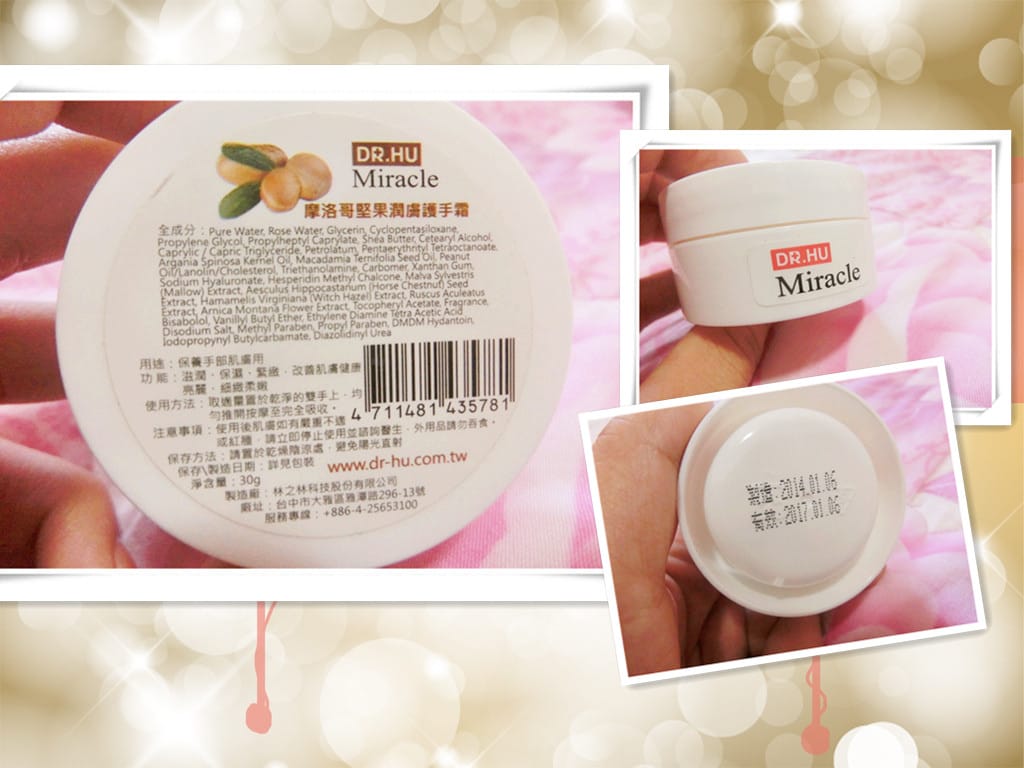 DR.HU
Miracle
摩洛哥堅果潤膚護手霜
全成分：Pure Water, Rose Water, Glycerin, Cyclopentasiloxane,
Propylene Glycol, Propylheptyl Caprylate, Shea Butter, Cetearyl Alcohol,
Caprylic / Capric Triglyceride, Petrolatum, Pentaerythrityl Tetraoctanoate,
Argania Spinosa Kernel Oil, Macadamia Ternifolia Seed Oil, Peanut
Oil/Lanolin/Cholesterol, Triethanolamine, Carbomer, Xanthan Gum,
Sodium Hyaluronate, Hesperidin Methyl Chalcone, Malva Sylvestris
(Mallow) Extract, Aesculus Hippocastarium (Horse Chestnut) Seed
Extract, Hamamelis Virginiana (Witch Hazel) Extract, Ruscus Aculeatus
Extract, Arnica Montana Flower Extract, Tocopheryl Acetate, Fragrance,
Bisabolol, Vanillyl Butyl Ether, Ethylene Diamine Tetra Acetic Acid
Disodium Salt, Methyl Paraben, Propyl Paraben, DMDM Hydantoin,
Iodopropynyl Butylcarbamate, Diazolidinyl Urea
用途：保養手部肌膚用
功能：滋潤、保濕、緊緻，改善肌膚健康
亮麗、細緻柔嫩
使用方法：取適量置於乾淨的雙手上，均
勻推開按摩至完全吸收。
注意事項：使用後肌膚如有嚴重不適
或紅腫，請立即停止使用並諮詢醫生，外用品請勿吞食。
保存方法：請置於乾燥陰涼處，避免陽光直射
保存\製造日期：詳見包裝
淨含量：30g
製造廠：林之林科技股份有限公司
廠址：台中市大雅區雅潭路296-13號
服務專線：+886-4-25653100
4 711481 435781
www.dr-hu.com.tw
DR.HU
Miracle
製造:2014.01.06
有效:2017.01.06